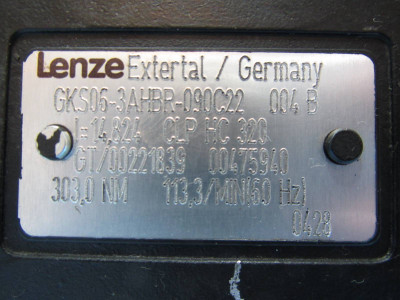 Lenze Extertal / Germany
GKS06-3AHBR-090C22 004 B
I=14,824 CLP HC 320
GT/00221839 00475940
303,0 NM 113,3/MIN(50 Hz)
0428